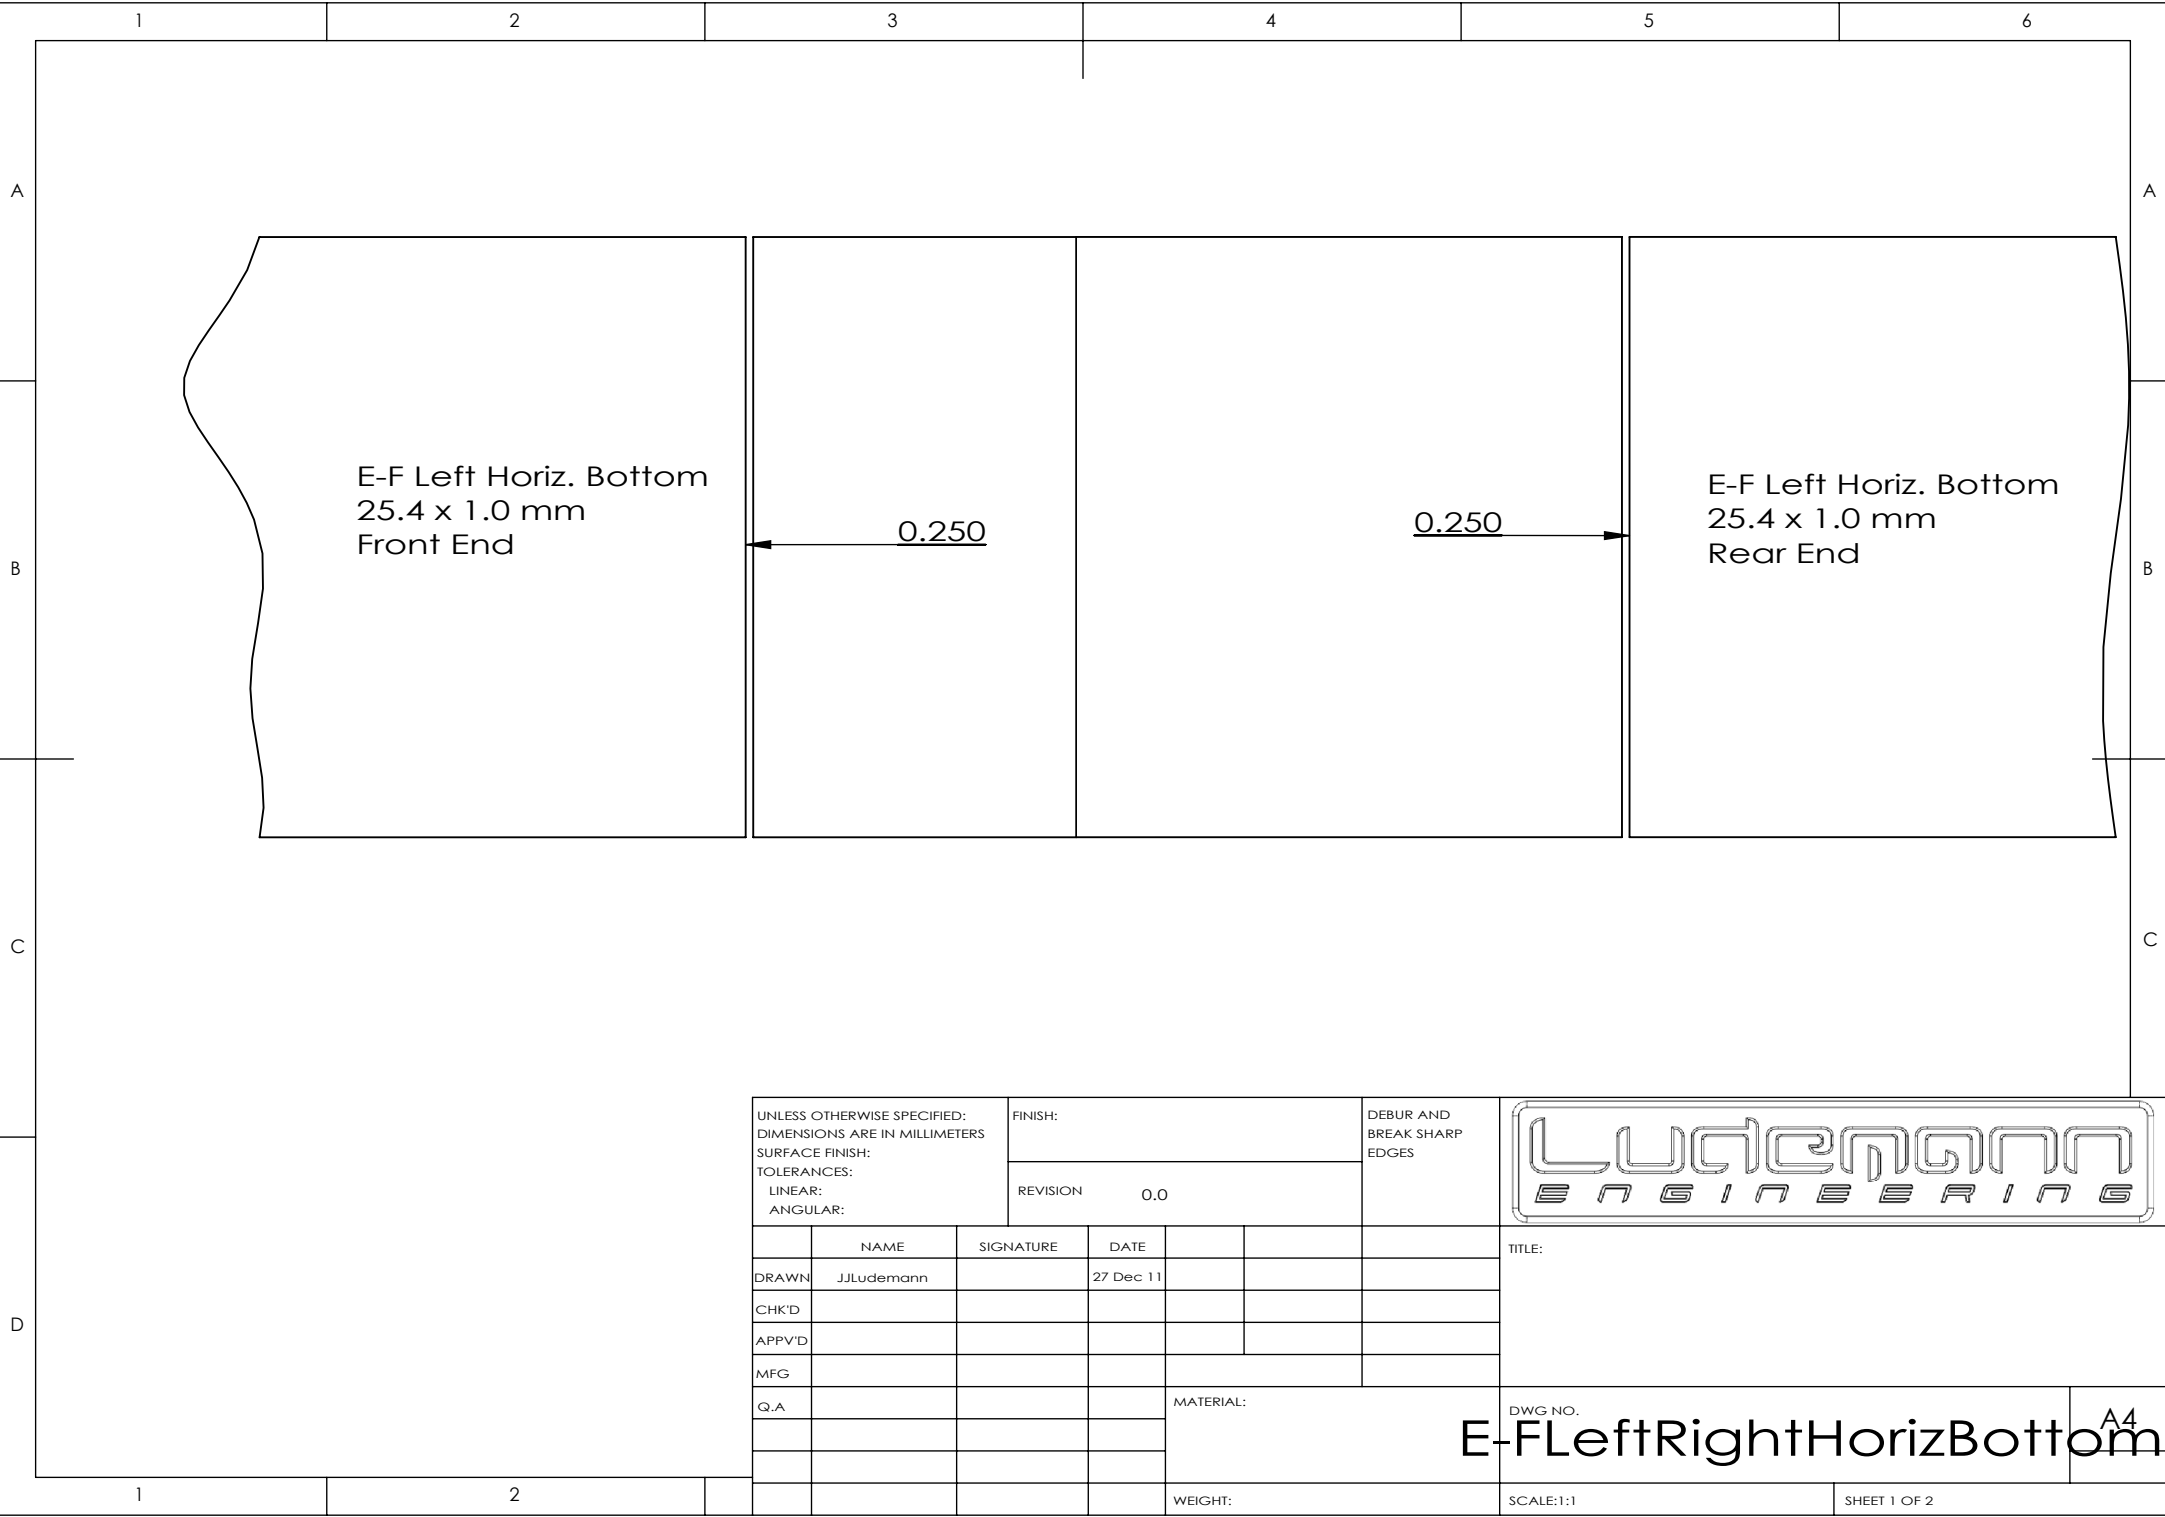 1 2 3 4 5 6
A A
E-F Left Horiz. Bottom
25.4 x 1.0 mm
Front End
0.250
0.250
E-F Left Horiz. Bottom
25.4 x 1.0 mm
Rear End
B B
C C
D
UNLESS OTHERWISE SPECIFIED:
DIMENSIONS ARE IN MILLIMETERS
SURFACE FINISH:
TOLERANCES:
LINEAR:
ANGULAR:
FINISH:
REVISION 0.0
DEBUR AND
BREAK SHARP
EDGES
Ludemann
ENGINEERING
NAME SIGNATURE DATE
DRAWN JJLudemann 27 Dec 11
CHK'D
APPV'D
MFG
Q.A
TITLE:
MATERIAL:
DWG NO.
E-FLeftRightHorizBottom
A4
WEIGHT:
SCALE:1:1
SHEET 1 OF 2
1 2